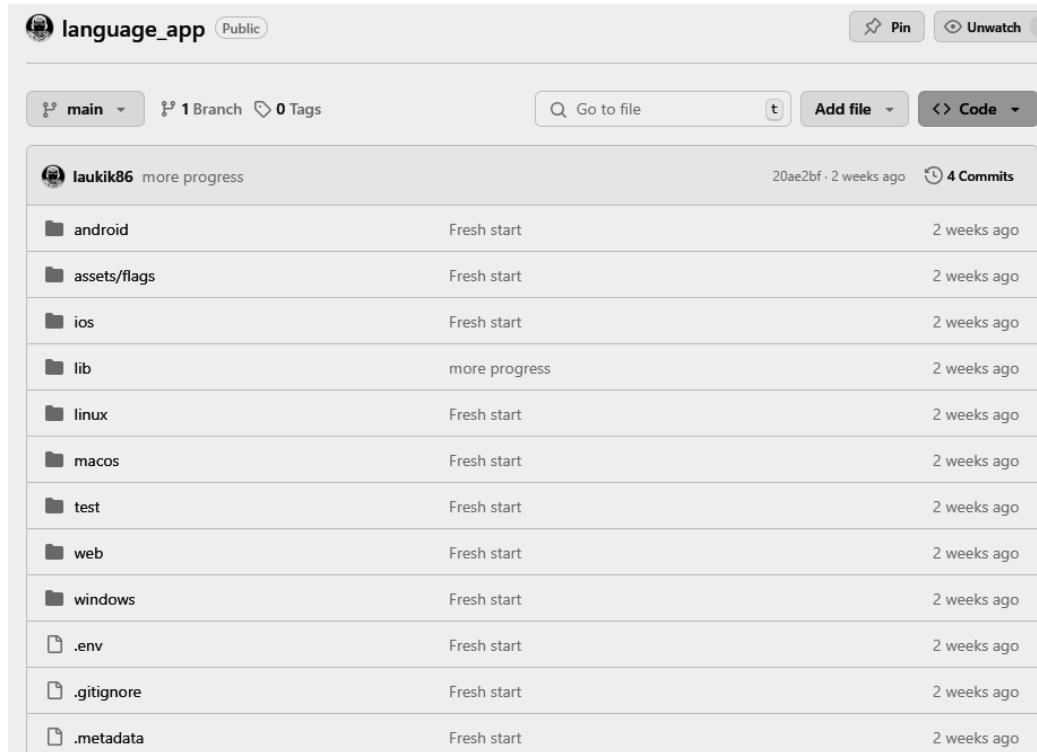 language_app Public Pin Unwatch
main 1 Branch 0 Tags Go to file t Add file Code
laukik86 more progress 20ae2bf · 2 weeks ago 4 Commits
android Fresh start 2 weeks ago
assets/flags Fresh start 2 weeks ago
ios Fresh start 2 weeks ago
lib more progress 2 weeks ago
linux Fresh start 2 weeks ago
macos Fresh start 2 weeks ago
test Fresh start 2 weeks ago
web Fresh start 2 weeks ago
windows Fresh start 2 weeks ago
.env Fresh start 2 weeks ago
.gitignore Fresh start 2 weeks ago
.metadata Fresh start 2 weeks ago